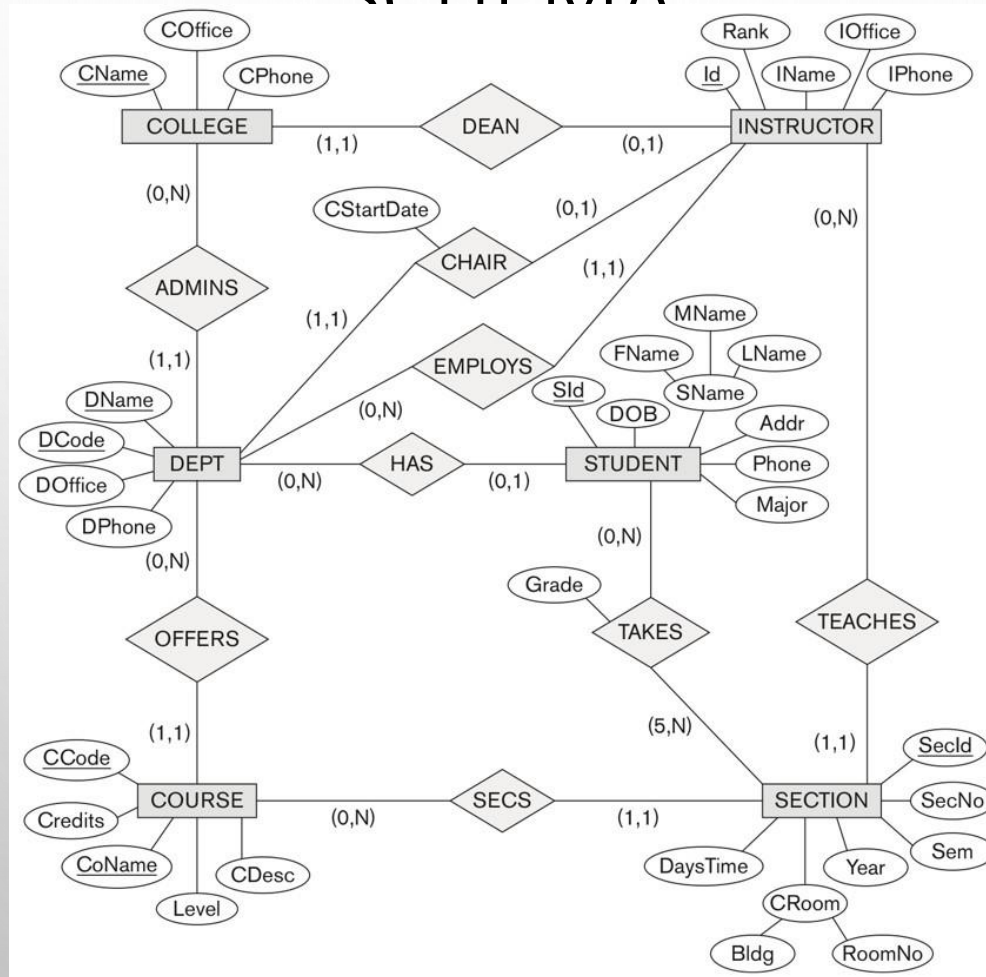 COffice
CName
CPhone
COLLEGE
(1,1)
DEAN
(0,1)
Rank
IOffice
Id
IName
IPhone
INSTRUCTOR
(0,N)
CStartDate
CHAIR
(0,1)
(1,1)
(0,N)
ADMINS
(1,1)
(1,1)
EMPLOYS
(0,N)
MName
FName
LName
SId
DOB
SName
Addr
Phone
Major
STUDENT
DName
DCode
DOffice
DPhone
DEPT
(0,N)
HAS
(0,1)
(0,N)
(0,N)
Grade
TAKES
TEACHES
OFFERS
(1,1)
(5,N)
(1,1)
CCode
Credits
CoName
Level
CDesc
COURSE
(0,N)
SECS
(1,1)
SECTION
SecId
SecNo
Sem
Year
DaysTime
CRoom
Bldg
RoomNo